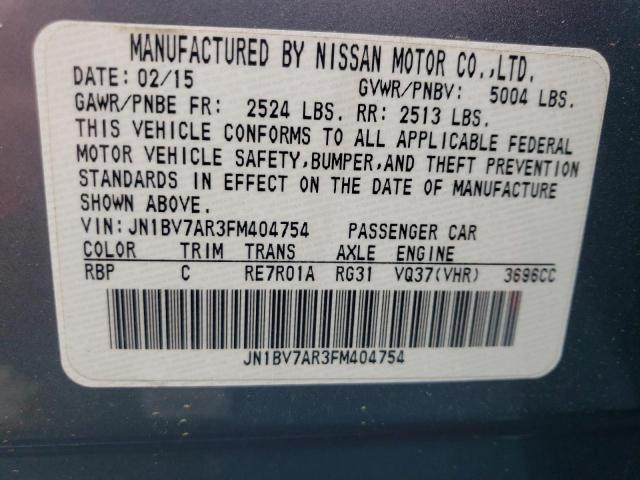 MANUFACTURED BY NISSAN MOTOR CO.,LTD.
DATE: 02/15 GVWR/PNBV: 5004 LBS.
GAWR/PNBE FR: 2524 LBS. RR: 2513 LBS.
THIS VEHICLE CONFORMS TO ALL APPLICABLE FEDERAL
MOTOR VEHICLE SAFETY,BUMPER,AND THEFT PREVENTION
STANDARDS IN EFFECT ON THE DATE OF MANUFACTURE
SHOWN ABOVE.
VIN:JN1BV7AR3FM404754 PASSENGER CAR
COLOR TRIM TRANS AXLE ENGINE
RBP C RE7R01A RG31 VQ37(VHR) 3696CC
JN1BV7AR3FM404754